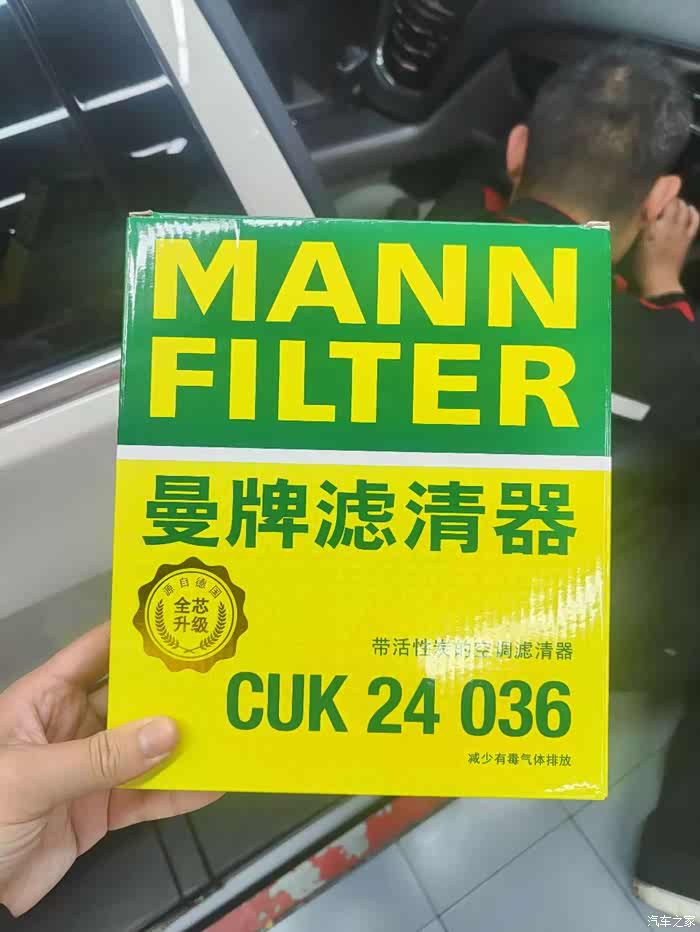 MANN
FILTER
曼牌滤清器
源自德国
全芯
升级
带活性炭的空调滤清器
CUK 24 036
减少有毒气体排放
汽车之家